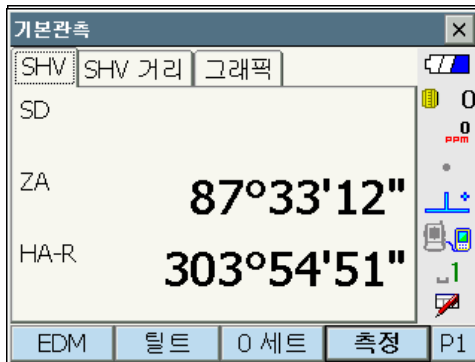 기본관측
SHV SHV 거리 그래픽
SD
0
0
ppm
ZA 87°33'12"
HA-R 303°54'51"
1
EDM 틸트 0 세트 측정 P1